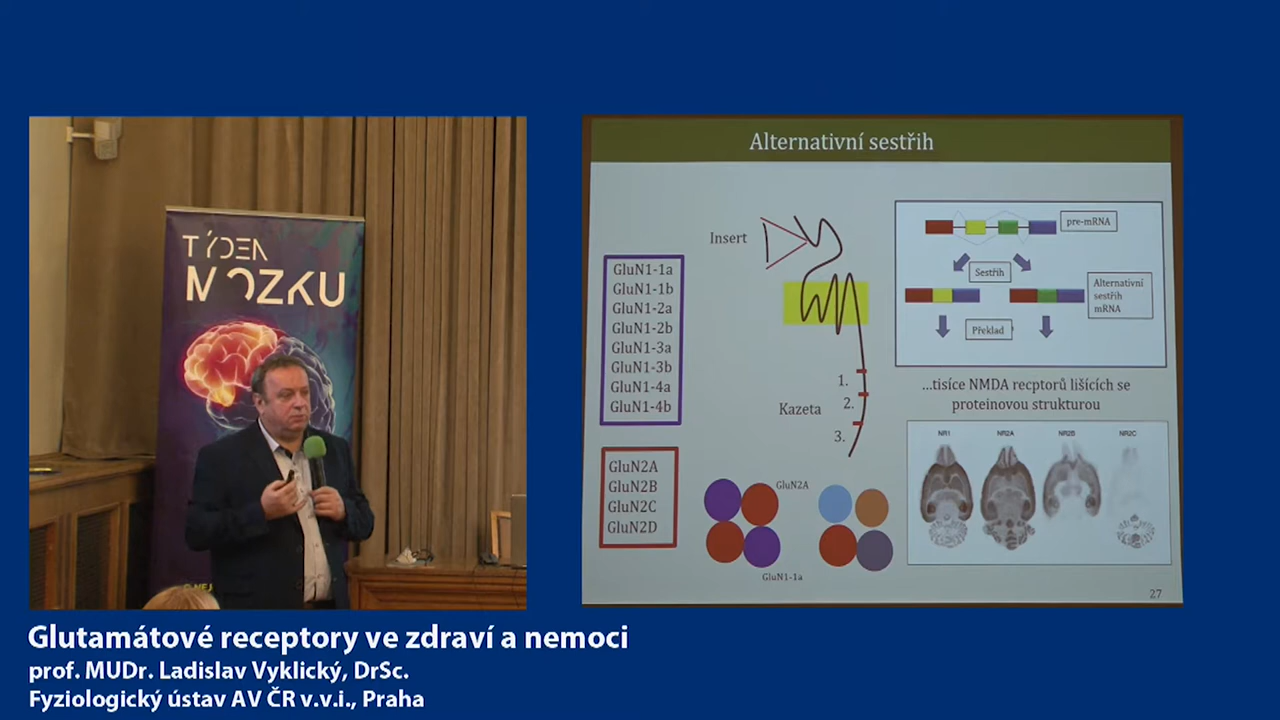 TÝDEN
MOZKU
Alternativní sestřih
Insert
GluN1-1a
GluN1-1b
GluN1-2a
GluN1-2b
GluN1-3a
GluN1-3b
GluN1-4a
GluN1-4b
GluN2A
GluN2B
GluN2C
GluN2D
1.
Kazeta
2.
3.
GluN2A
GluN1-1a
pre-mRNA
Sestřih
Alternativní
sestřih
mRNA
Překlad
...tisíce NMDA recptorů lišících se
proteinovou strukturou
NR1
NR2A
NR2B
NR2C
27
Glutamátové receptory ve zdraví a nemoci
prof. MUDr. Ladislav Vyklický, DrSc.
Fyziologický ústav AV ČR v.v.i., Praha